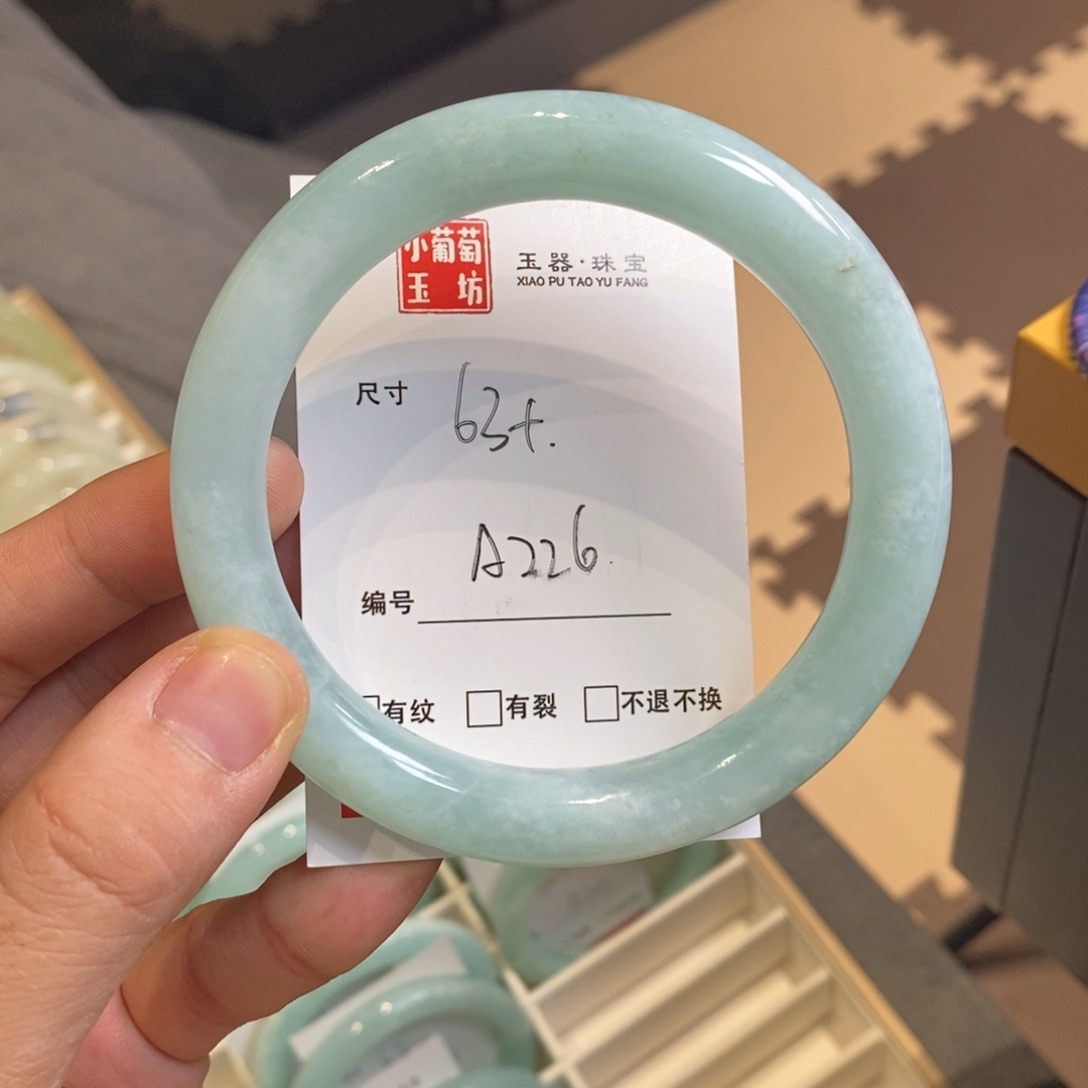 小葡萄
玉坊
玉器·珠宝
XIAO PU TAO YU FANG
尺寸 63+.
A226.
编号
有纹 有裂 不退不换